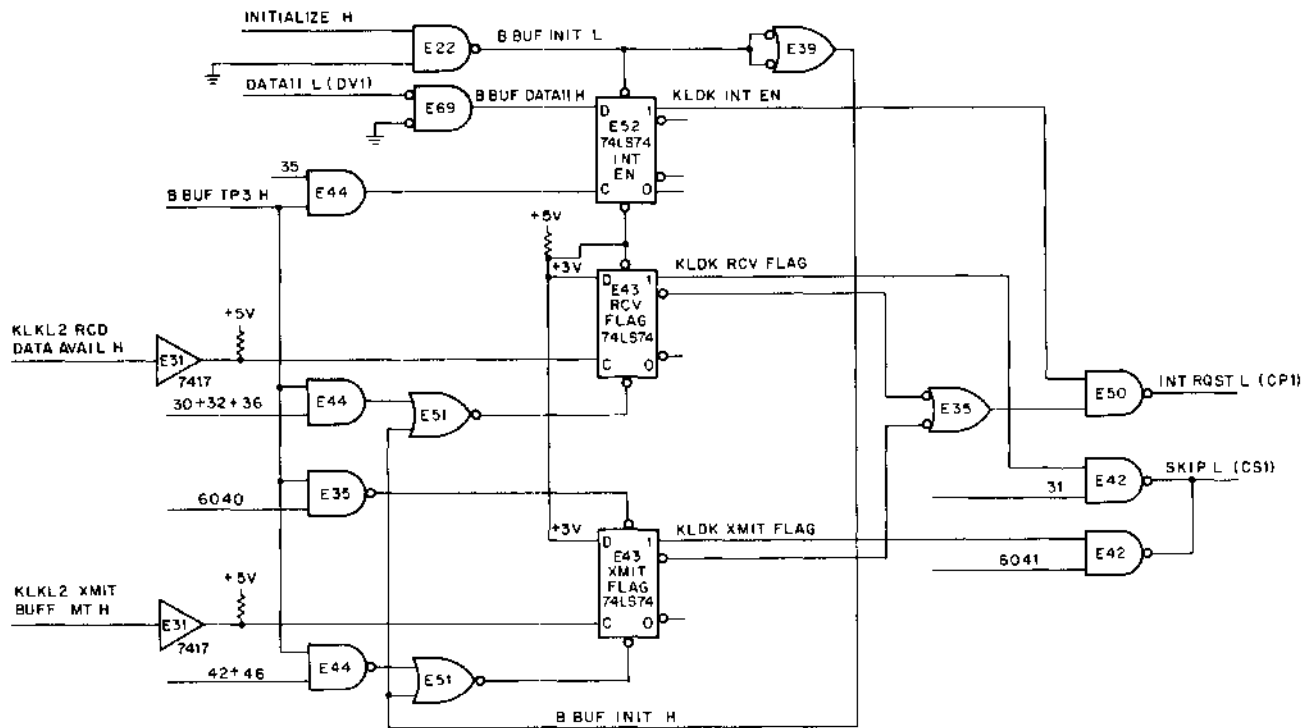 INITIALIZE H
E22
B BUF INIT L
E39
DATA11 L (DV1)
E69
B BUF DATA11 H
D 1
E52
74LS74
INT
EN
C 0
KLDK INT EN
35
E44
B BUF TP3 H
+5V
+3V
KLDK RCV FLAG
D 1
E43
RCV
FLAG
74LS74
C 0
KLKL2 RCD
DATA AVAIL H
E31
7417
+5V
E44
30+32+36
E51
E35
E50
INT RQST L (CP1)
E35
6040
E42
31
SKIP L (CS1)
+3V
KLDK XMIT FLAG
D 1
E43
XMIT
FLAG
74LS74
C 0
E42
6041
KLKL2 XMIT
BUFF MT H
E31
7417
+5V
E44
42+46
E51
B BUF INIT H